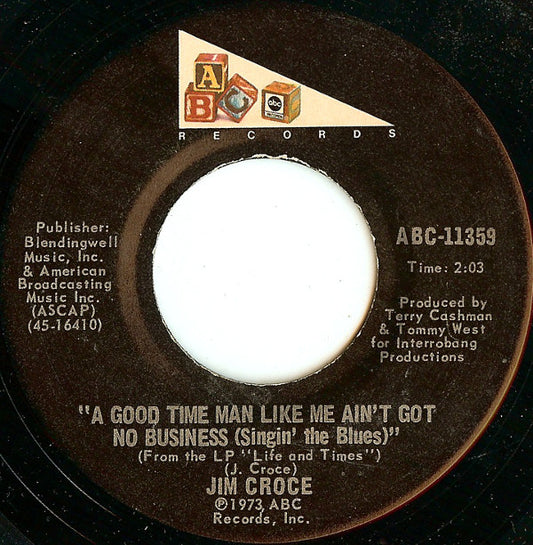 A
B C abc
RECORDS
Publisher:
Blendingwell
Music, Inc.
& American
Broadcasting
Music Inc.
(ASCAP)
(45-16410)
ABC-11359
Time: 2:03
Produced by
Terry Cashman
& Tommy West
for Interrobang
Productions
"A GOOD TIME MAN LIKE ME AIN'T GOT
NO BUSINESS (Singin' the Blues)"
(From the LP "Life and Times")
(J. Croce)
JIM CROCE
Ⓟ1973, ABC
Records, Inc.